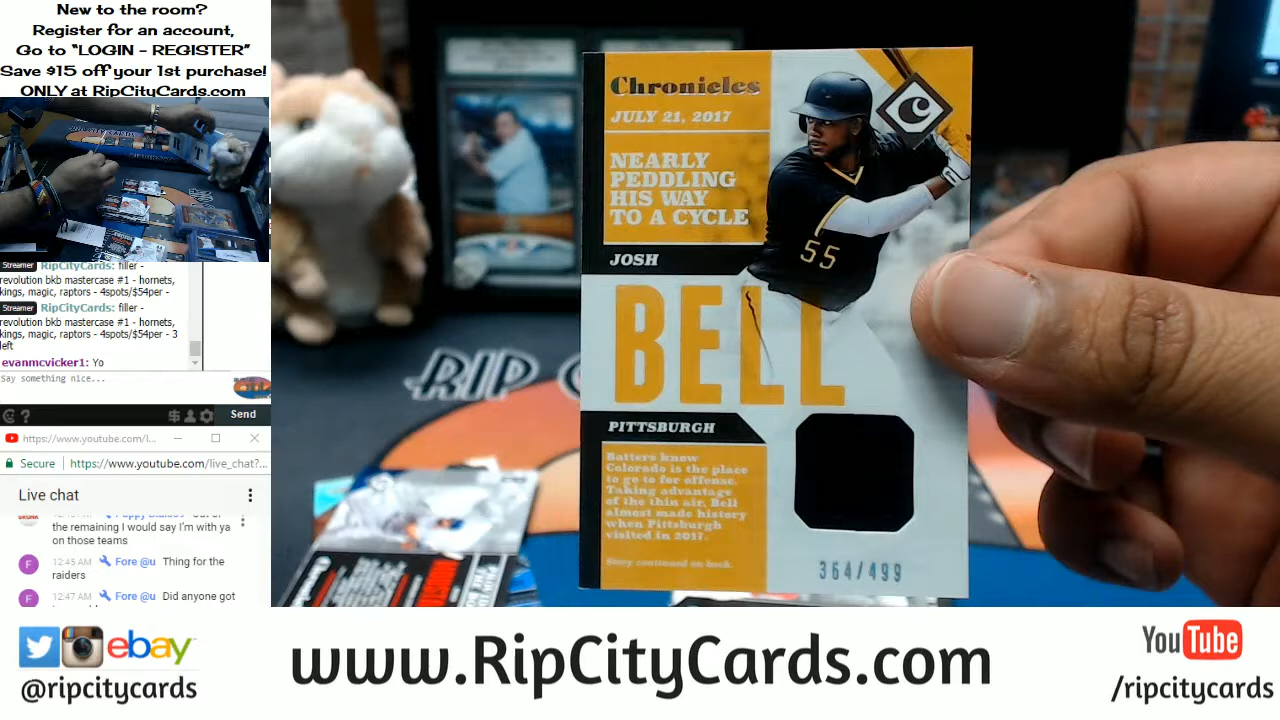 New to the room?
Register for an account,
Go to “LOGIN - REGISTER”
Save $15 off your 1st purchase!
ONLY at RipCityCards.com
Streamer RipCityCards: filler -
revolution bkb mastercase #1 - hornets,
kings, magic, raptors - 4spots/$54per -
Streamer RipCityCards: filler -
revolution bkb mastercase #1 - hornets,
kings, magic, raptors - 4spots/$54per - 3
left
evanmcvicker1: Yo
Say something nice...
Send
https://www.youtube.com/l...
Secure https://www.youtube.com/live_chat?...
Live chat
the remaining I would say I'm with ya
on those teams
F 12:45 AM Fore @u Thing for the
raiders
F 12:47 AM Fore @u Did anyone got
Chronicles
C
JULY 21, 2017
NEARLY
PEDDLING
HIS WAY
TO A CYCLE
55
JOSH
BELL
PITTSBURGH
Batters know
Colorado is the place
to go to for offense.
Taking advantage
of the thin air, Bell
almost made history
when Pittsburgh
visited in 2017.
Story continued on back.
364/499
RIP C
ebay
@ripcitycards
www.RipCityCards.com
YouTube
/ripcitycards